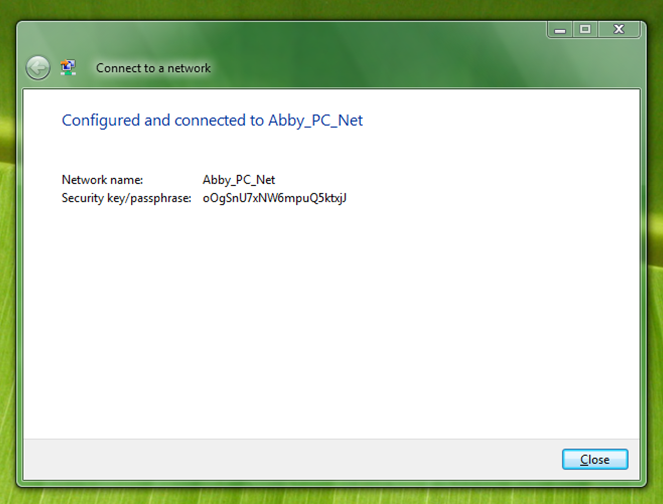 Connect to a network
Configured and connected to Abby_PC_Net
Network name: Abby_PC_Net
Security key/passphrase: oOgSnU7xNW6mpuQ5ktxjJ
Close